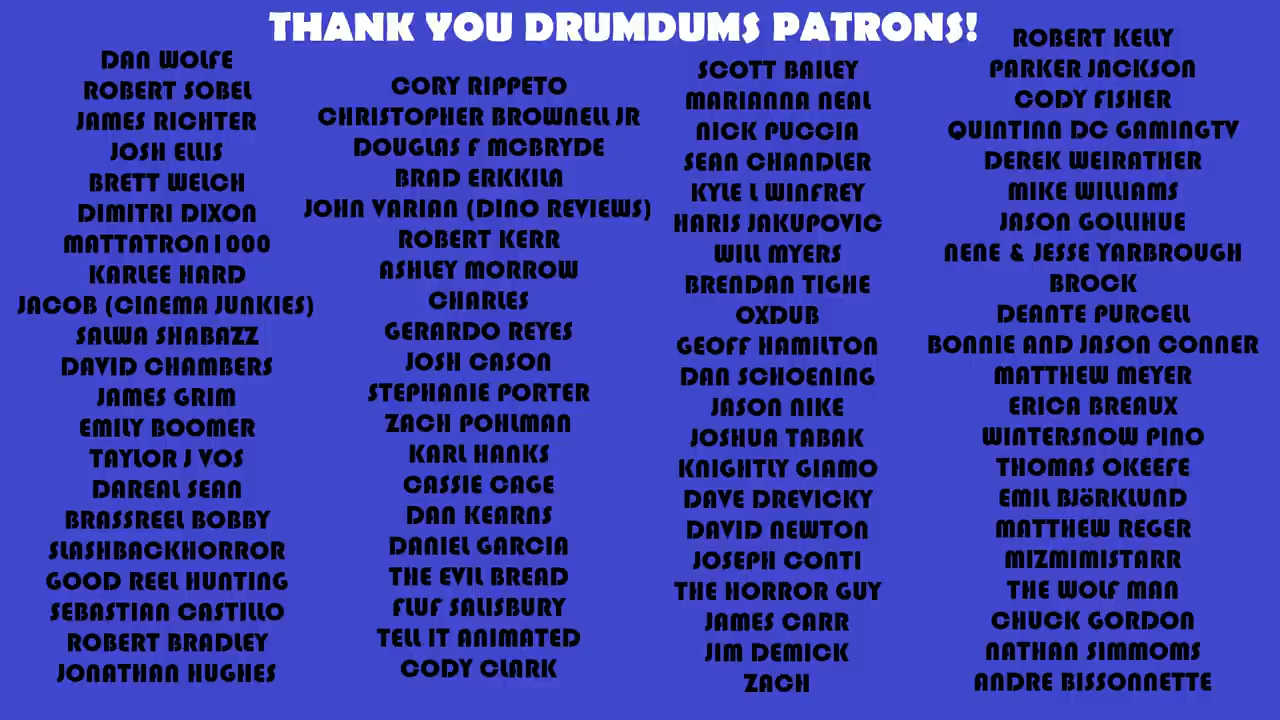 THANK YOU DRUMDUMS PATRONS!
DAN WOLFE
ROBERT SOBEL
JAMES RICHTER
JOSH ELLIS
BRETT WELCH
DIMITRI DIXON
MATTATRON1000
KARLEE HARD
JACOB (CINEMA JUNKIES)
SALWA SHABAZZ
DAVID CHAMBERS
JAMES GRIM
EMILY BOOMER
TAYLOR J VOS
DAREAL SEAN
BRASSREEL BOBBY
SLASHBACKHORROR
GOOD REEL HUNTING
SEBASTIAN CASTILLO
ROBERT BRADLEY
JONATHAN HUGHES
CORY RIPPETO
CHRISTOPHER BROWNELL JR
DOUGLAS F MCBRYDE
BRAD ERKKILA
JOHN VARIAN (DINO REVIEWS)
ROBERT KERR
ASHLEY MORROW
CHARLES
GERARDO REYES
JOSH CASON
STEPHANIE PORTER
ZACH POHLMAN
KARL HANKS
CASSIE CAGE
DAN KEARNS
DANIEL GARCIA
THE EVIL BREAD
FLUF SALISBURY
TELL IT ANIMATED
CODY CLARK
SCOTT BAILEY
MARIANNA NEAL
NICK PUCCIA
SEAN CHANDLER
KYLE L WINFREY
HARIS JAKUPOVIC
WILL MYERS
BRENDAN TIGHE
OXDUB
GEOFF HAMILTON
DAN SCHOENING
JASON NIKE
JOSHUA TABAK
KNIGHTLY GIAMO
DAVE DREVICKY
DAVID NEWTON
JOSEPH CONTI
THE HORROR GUY
JAMES CARR
JIM DEMICK
ZACH
ROBERT KELLY
PARKER JACKSON
CODY FISHER
QUINTINN DC GAMINGTV
DEREK WEIRATHER
MIKE WILLIAMS
JASON GOLLIHUE
NENE & JESSE YARBROUGH
BROCK
DEANTE PURCELL
BONNIE AND JASON CONNER
MATTHEW MEYER
ERICA BREAUX
WINTERSNOW PINO
THOMAS OKEEFE
EMIL BJöRKLUND
MATTHEW REGER
MIZMIMISTARR
THE WOLF MAN
CHUCK GORDON
NATHAN SIMMOMS
ANDRE BISSONNETTE